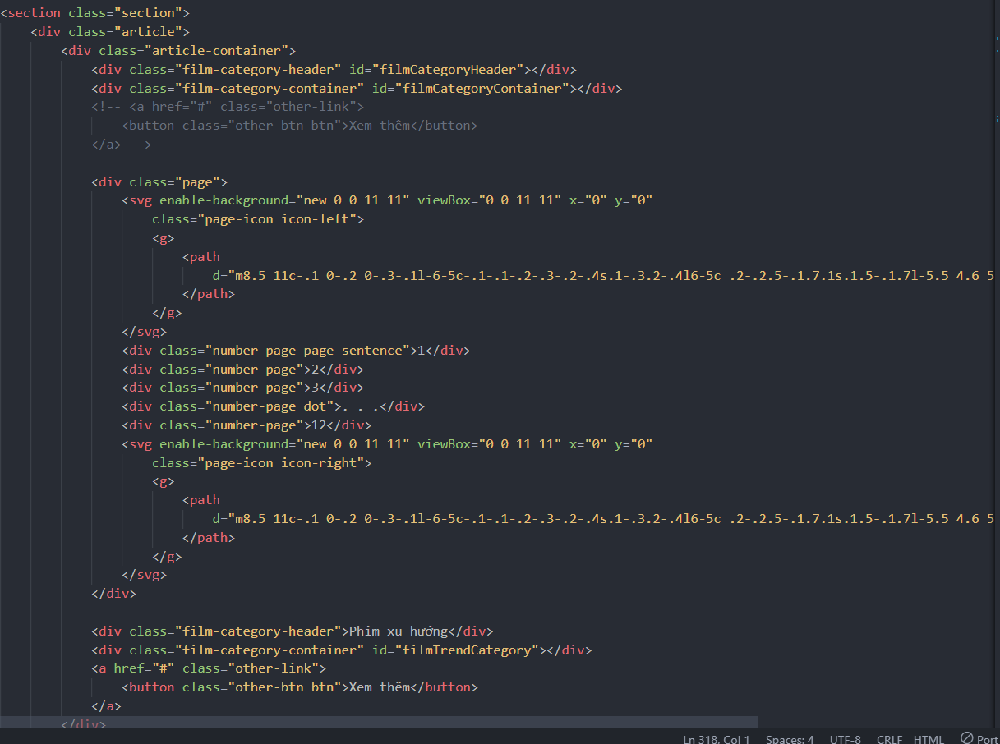 <section class="section">
<div class="article">
<div class="article-container">
<div class="film-category-header" id="filmCategoryHeader"></div>
<div class="film-category-container" id="filmCategoryContainer"></div>
<!-- <a href="#" class="other-link">
<button class="other-btn btn">Xem thêm</button>
</a> -->
<div class="page">
<svg enable-background="new 0 0 11 11" viewBox="0 0 11 11" x="0" y="0"
class="page-icon icon-left">
<g>
<path
d="m8.5 11c-.1 0-.2 0-.3-.1l-6-5c-.1-.1-.2-.3-.2-.4s.1-.3.2-.4l6-5c .2-.2.5-.1.7.1s.1.5-.1.7l-5.5 4.6 5
</path>
</g>
</svg>
<div class="number-page page-sentence">1</div>
<div class="number-page">2</div>
<div class="number-page">3</div>
<div class="number-page dot">. . .</div>
<div class="number-page">12</div>
<svg enable-background="new 0 0 11 11" viewBox="0 0 11 11" x="0" y="0"
class="page-icon icon-right">
<g>
<path
d="m8.5 11c-.1 0-.2 0-.3-.1l-6-5c-.1-.1-.2-.3-.2-.4s.1-.3.2-.4l6-5c .2-.2.5-.1.7.1s.1.5-.1.7l-5.5 4.6 5
</path>
</g>
</svg>
</div>
<div class="film-category-header">Phim xu hướng</div>
<div class="film-category-container" id="filmTrendCategory"></div>
<a href="#" class="other-link">
<button class="other-btn btn">Xem thêm</button>
</a>
</div>
Ln 318, Col 1 Spaces: 4 UTF-8 CRLF HTML Port